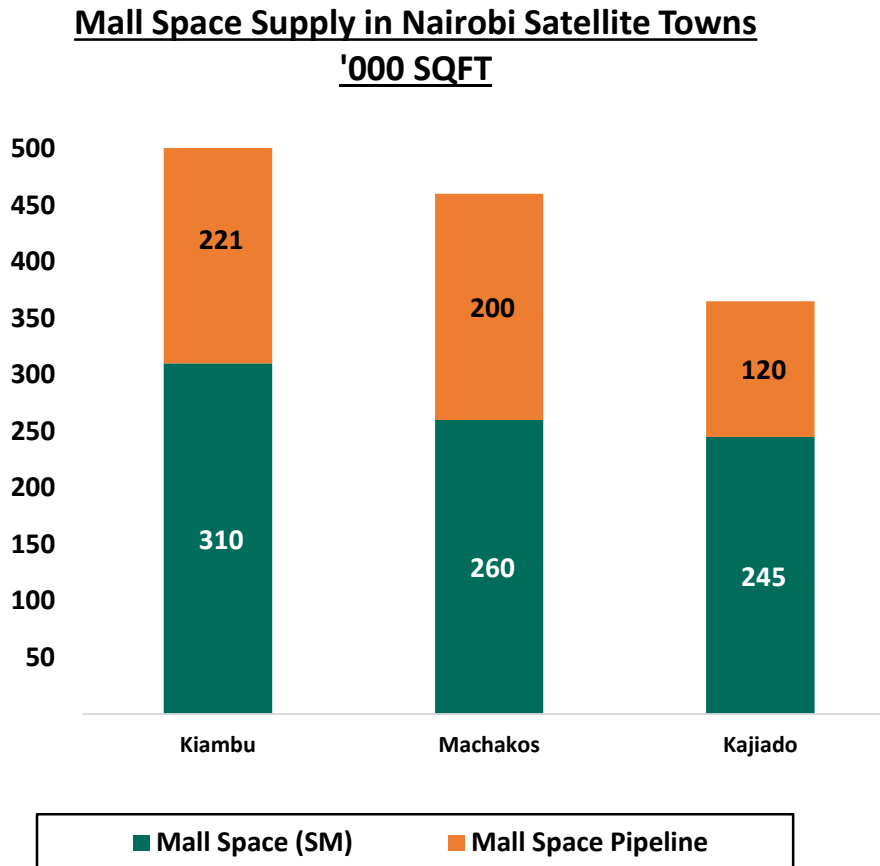 Mall Space Supply in Nairobi Satellite Towns
'000 SQFT
500
450
400
350
300
250
200
150
100
50
221
200
120
310
260
245
Kiambu
Machakos
Kajiado
Mall Space (SM)
Mall Space Pipeline